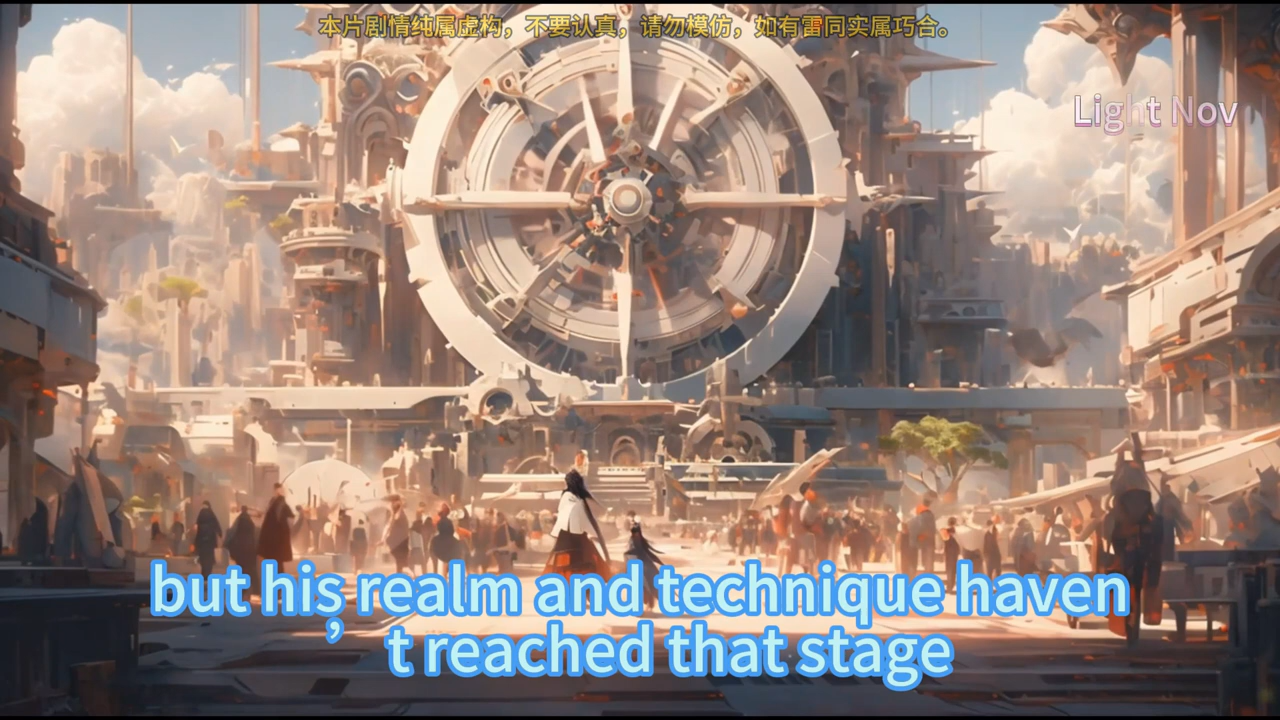 本片剧情纯属虚构，不要认真，请勿模仿，如有雷同实属巧合。
Light Nov
but his realm and technique haven
’t reached that stage